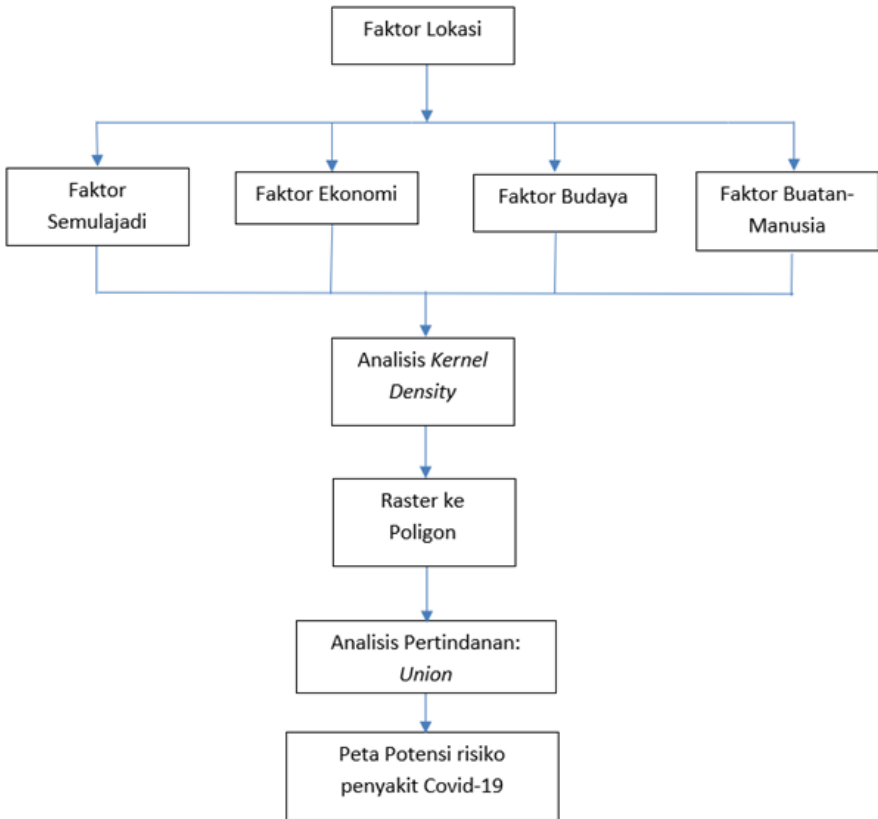 Faktor Lokasi
Faktor
Semulajadi
Faktor Ekonomi
Faktor Budaya
Faktor Buatan-
Manusia
Analisis Kernel
Density
Raster ke
Poligon
Analisis Pertindanan:
Union
Peta Potensi risiko
penyakit Covid-19